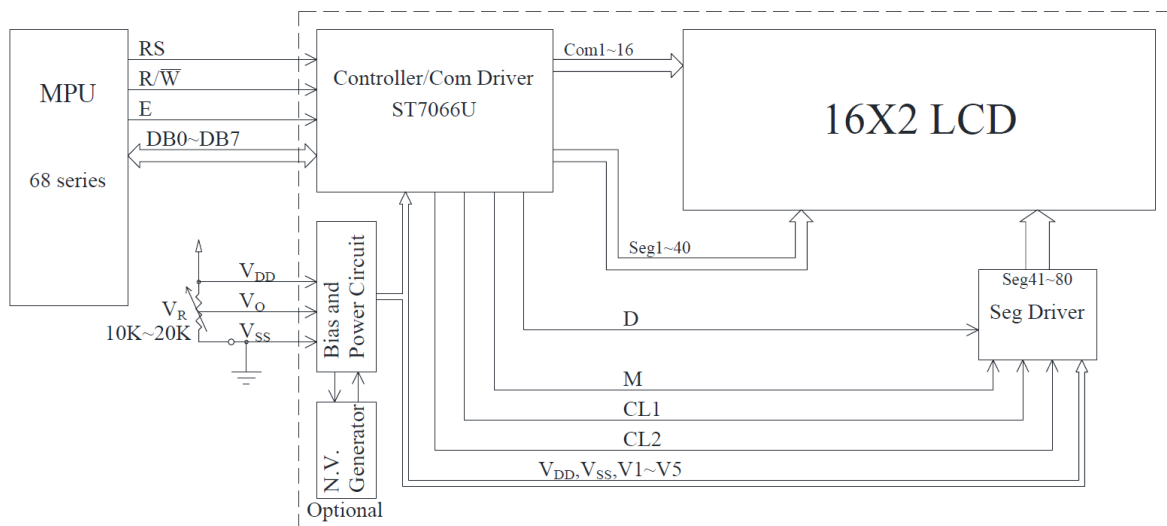 MPU
68 series
RS
R/W̅
E
DB0~DB7
Controller/Com Driver
ST7066U
Com1~16
16X2 LCD
Seg1~40
Seg41~80
Seg Driver
VDD
VO
VSS
VR
10K~20K
Bias and
Power Circuit
N.V.
Generator
Optional
D
M
CL1
CL2
VDD,VSS,V1~V5